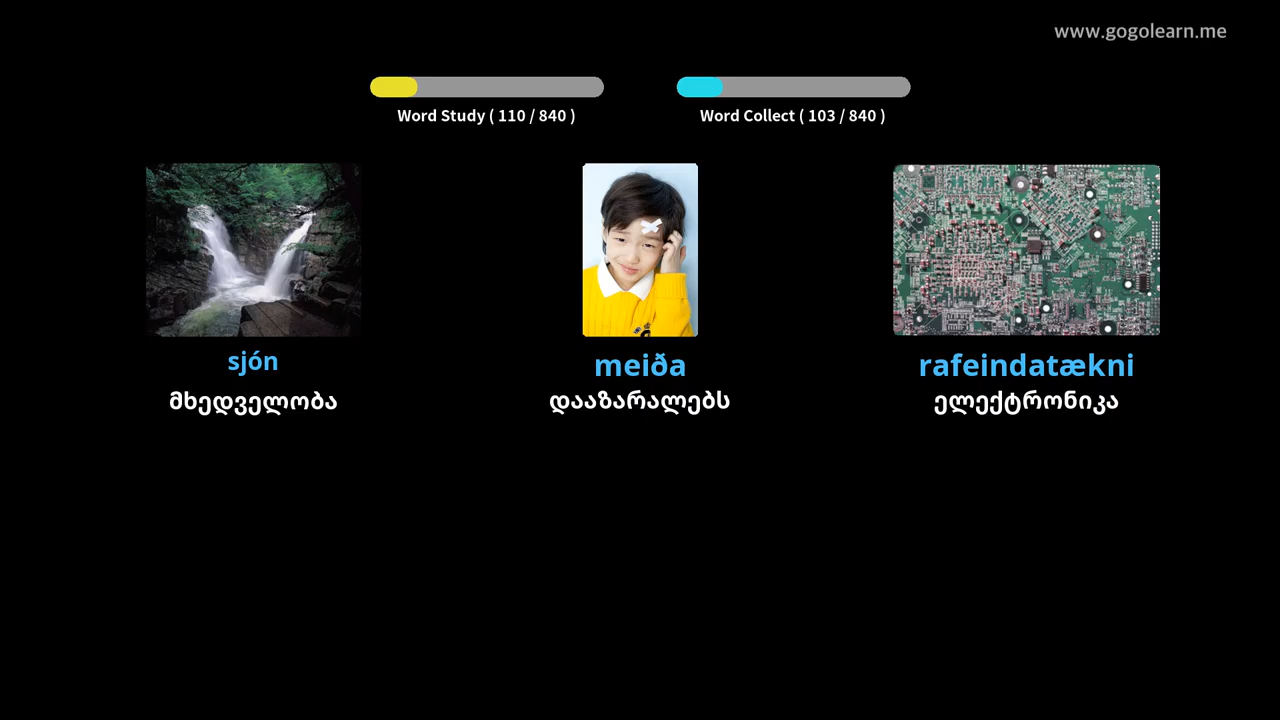 www.gogolearn.me
Word Study ( 110 / 840 )
Word Collect ( 103 / 840 )
sjón
meiða
rafeindatækni
მხედველობა
დააზარალებს
ელექტრონიკა